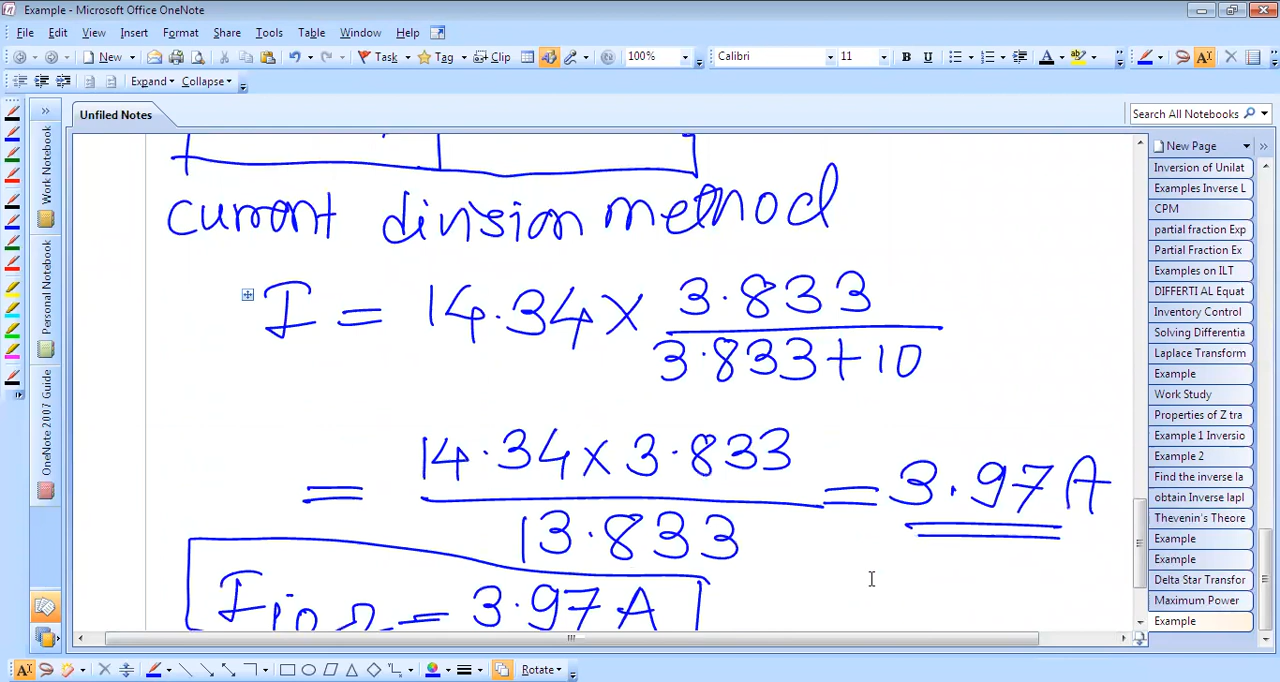 Example - Microsoft Office OneNote
File Edit View Insert Format Share Tools Table Window Help
New Task Tag Clip 100% Calibri 11 B U A ab A
Expand Collapse
Unfiled Notes
Search All Notebooks
Work Notebook
Personal Notebook
OneNote 2007 Guide
current division method
I = 14.34 × 3.833
3.833 + 10
= 14.34 × 3.833 = 3.97 A
13.833
I10Ω = 3.97 A
New Page
Inversion of Unilat
Examples Inverse L
CPM
partial fraction Exp
Partial Fraction Ex
Examples on ILT
DIFFERTI AL Equat
Inventory Control
Solving Differentia
Laplace Transform
Example
Work Study
Properties of Z tra
Example 1 Inversio
Example 2
Find the inverse la
obtain Inverse lapl
Thevenin's Theore
Example
Example
Delta Star Transfor
Maximum Power
Example
A Rotate